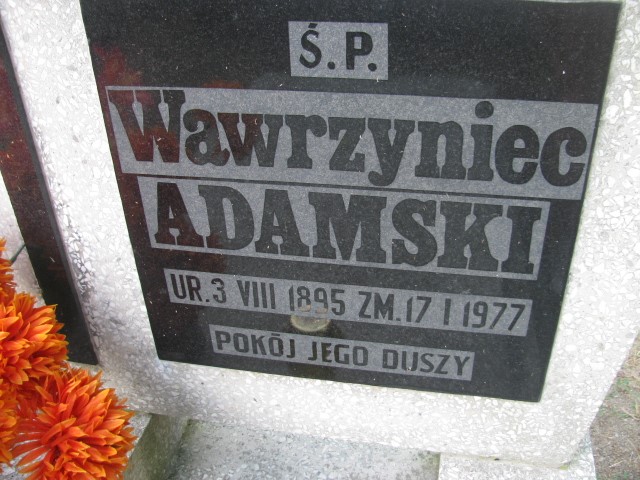 Ś.P.
Wawrzyniec
ADAMSKI
UR.3 VIII 1895 ZM.17 I 1977
POKÓJ JEGO DUSZY